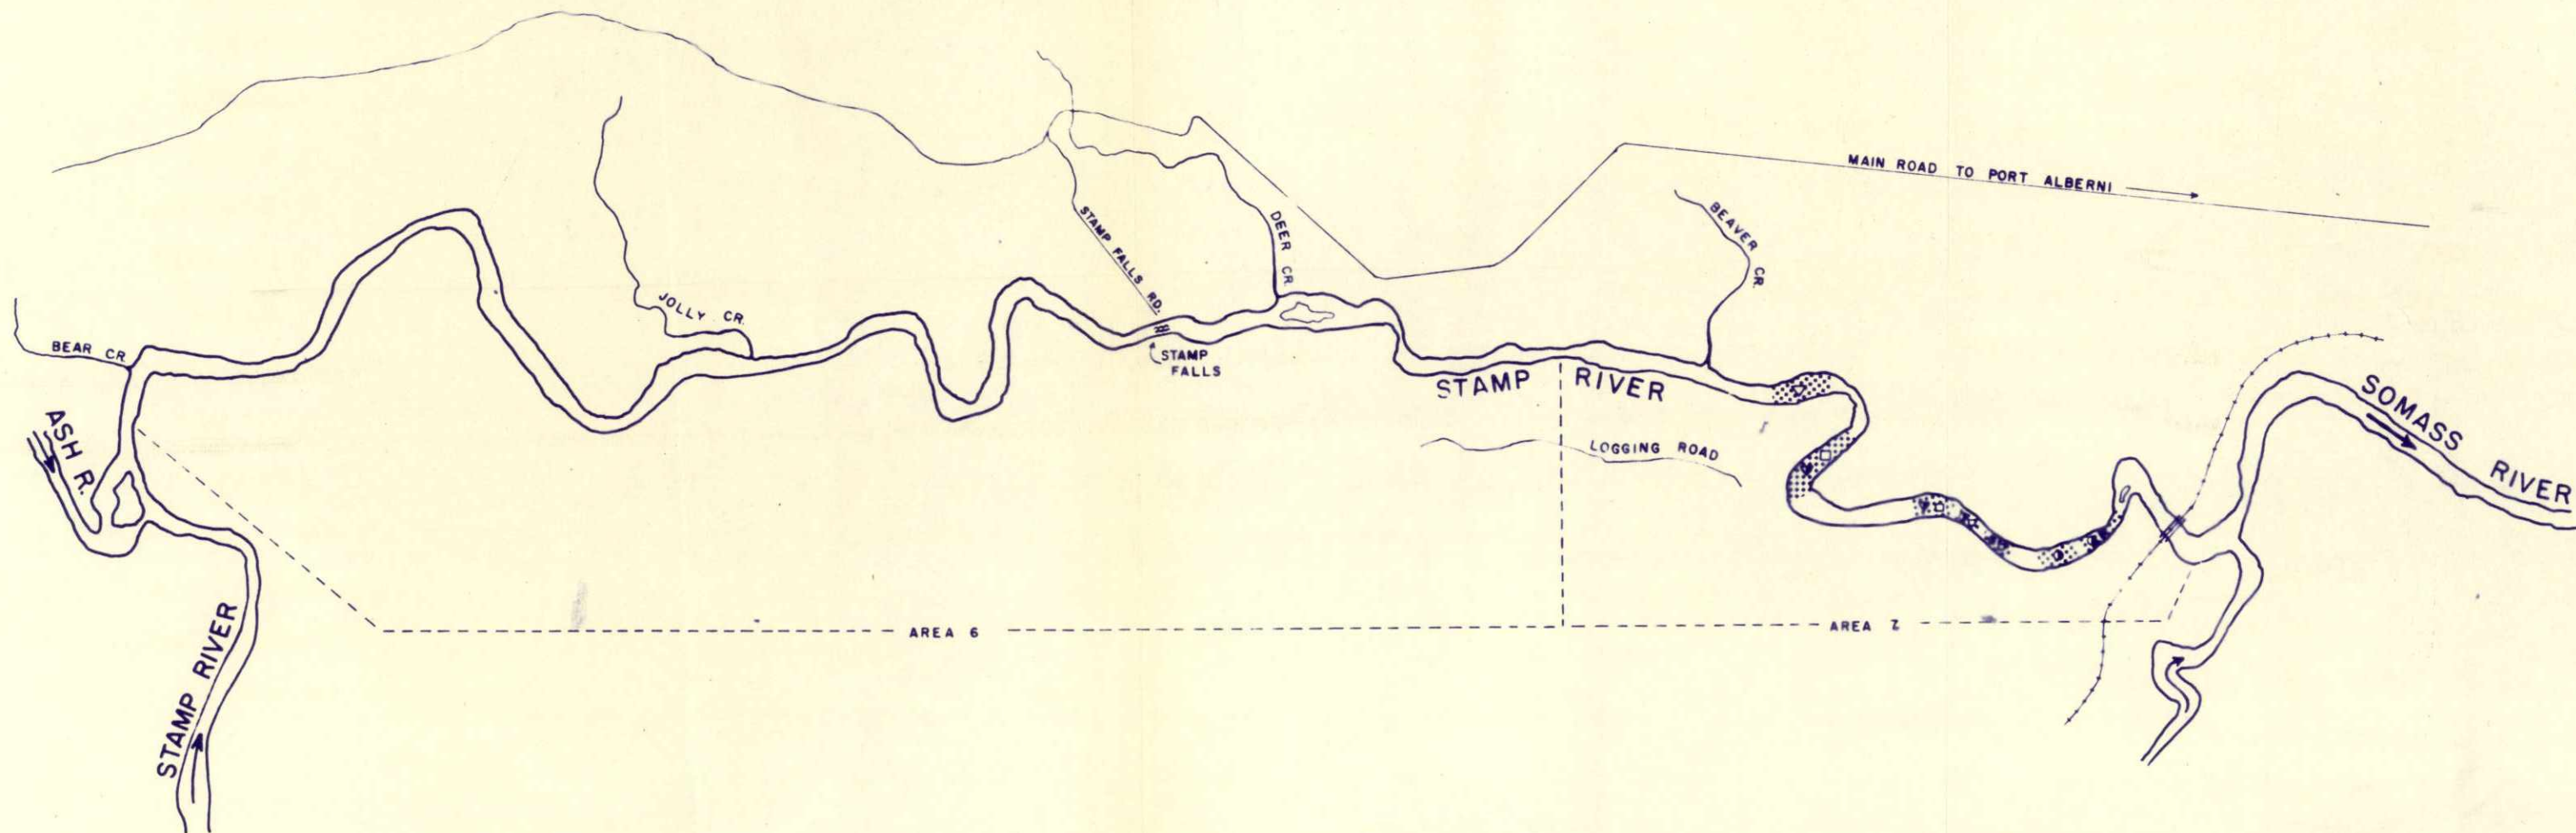 MAIN ROAD TO PORT ALBERNI
STAMP FALLS RD.
DEER CR.
BEAVER CR.
JOLLY CR.
BEAR CR.
STAMP
FALLS
STAMP RIVER
SOMASS RIVER
ASH R.
LOGGING ROAD
AREA 6
AREA 7
STAMP RIVER